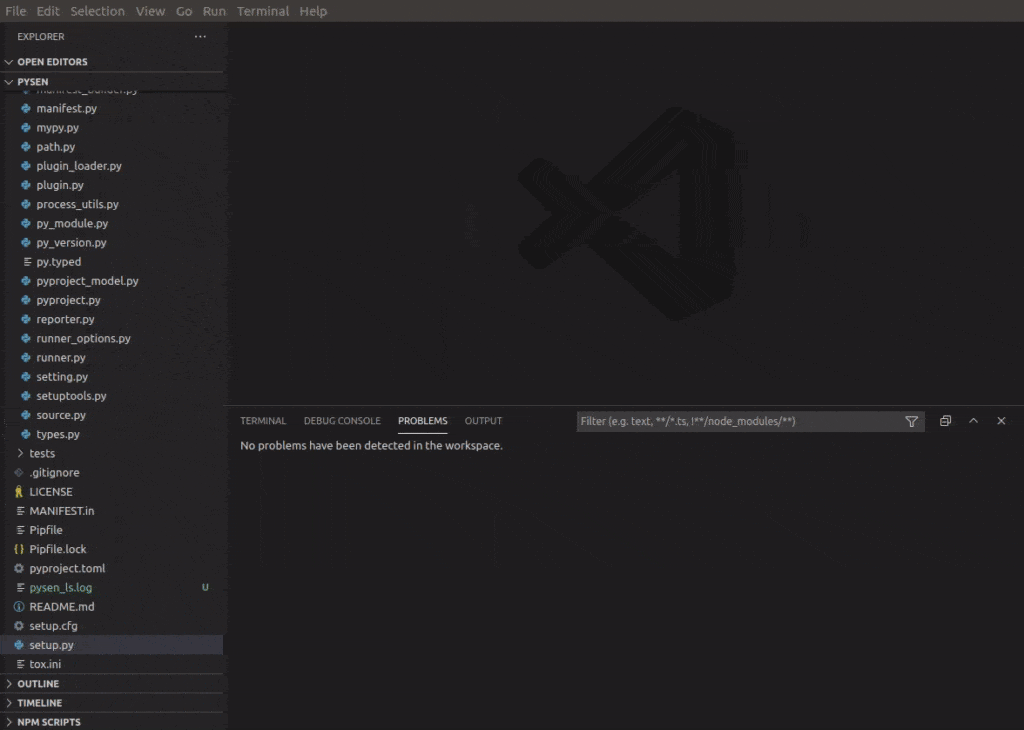 File Edit Selection View Go Run Terminal Help
EXPLORER
OPEN EDITORS
PYSEN
manifest_builder.py
manifest.py
mypy.py
path.py
plugin_loader.py
plugin.py
process_utils.py
py_module.py
py_version.py
py.typed
pyproject_model.py
pyproject.py
reporter.py
runner_options.py
runner.py
setting.py
setuptools.py
source.py
types.py
tests
.gitignore
LICENSE
MANIFEST.in
Pipfile
Pipfile.lock
pyproject.toml
pysen_ls.log U
README.md
setup.cfg
setup.py
tox.ini
OUTLINE
TIMELINE
NPM SCRIPTS
TERMINAL DEBUG CONSOLE PROBLEMS OUTPUT Filter (e.g. text, **/*.ts, !**/node_modules/**)
No problems have been detected in the workspace.